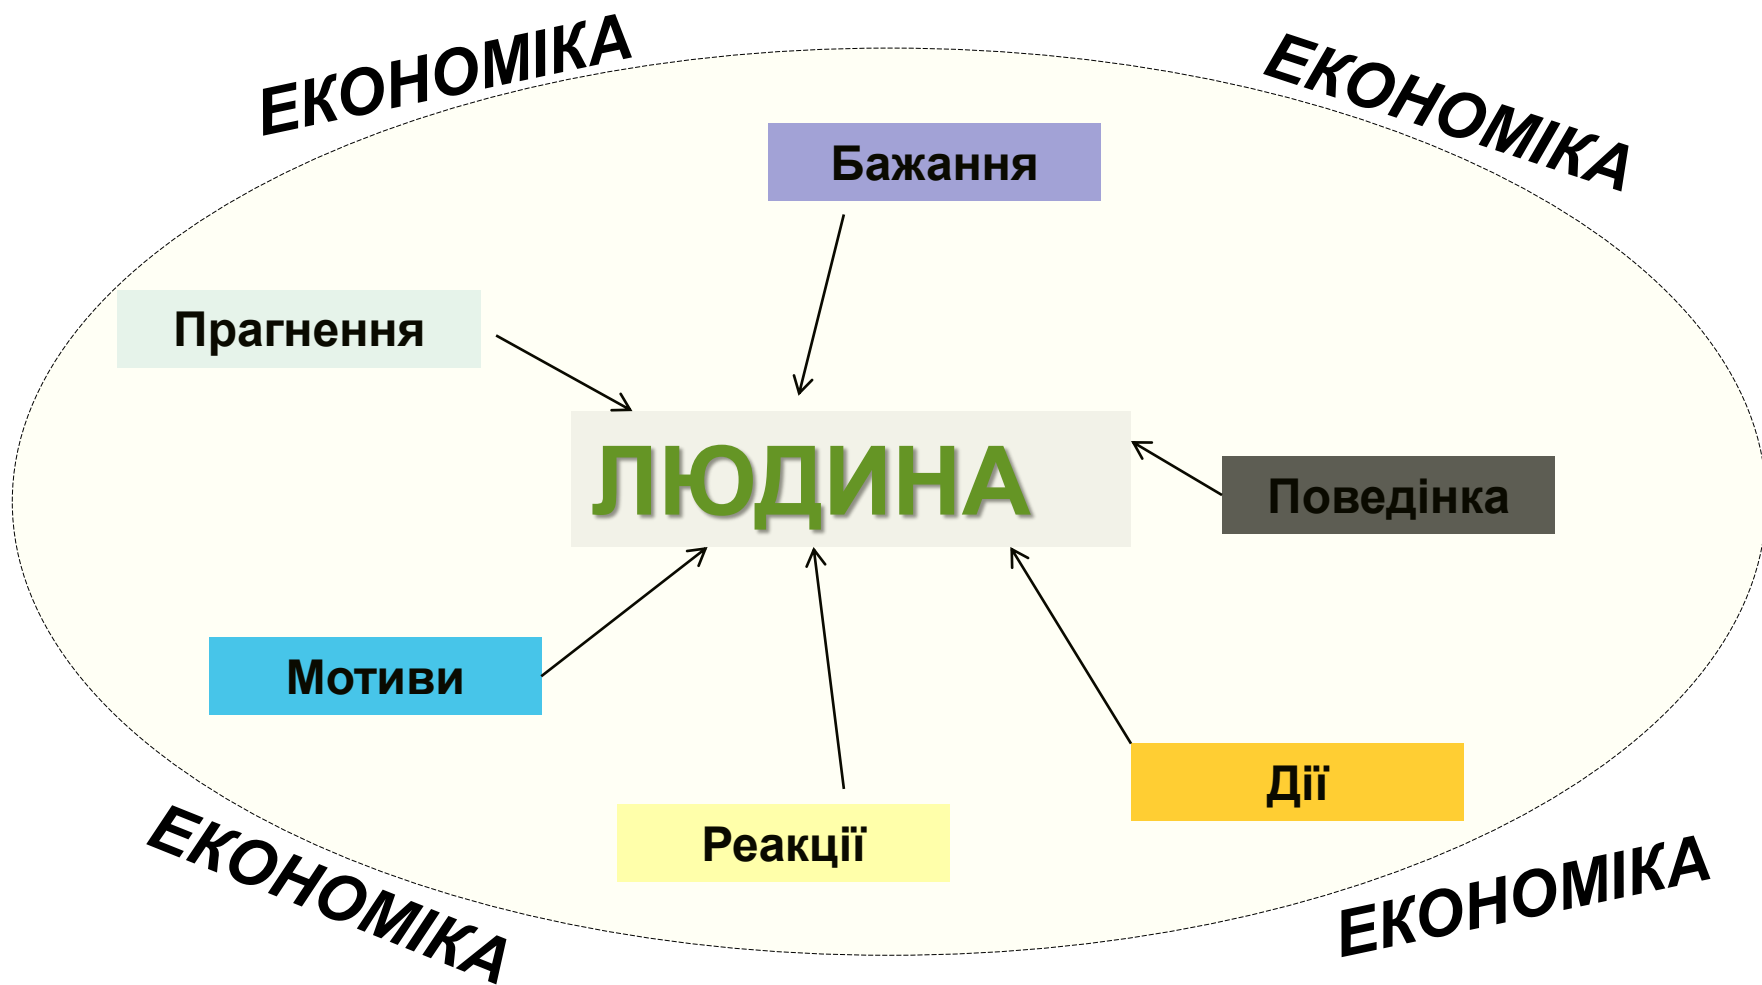 ЕКОНОМІКА
ЕКОНОМІКА
Бажання
Прагнення
ЛЮДИНА
Поведінка
Мотиви
Дії
Реакції
ЕКОНОМІКА
ЕКОНОМІКА